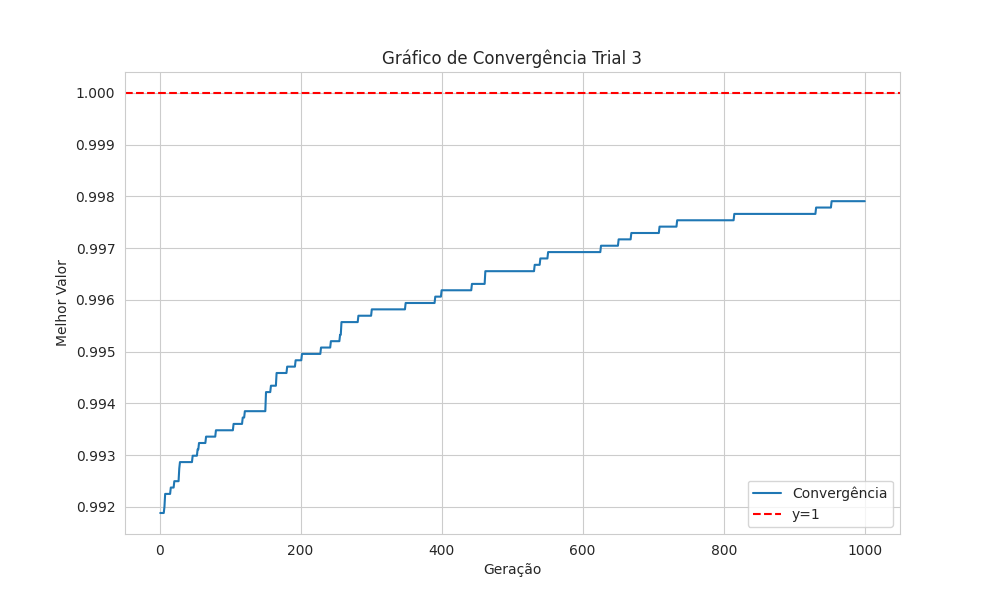 Gráfico de Convergência Trial 3
Melhor Valor
1.000
0.999
0.998
0.997
0.996
0.995
0.994
0.993
0.992
0 200 400 600 800 1000
Geração
Convergência
y=1